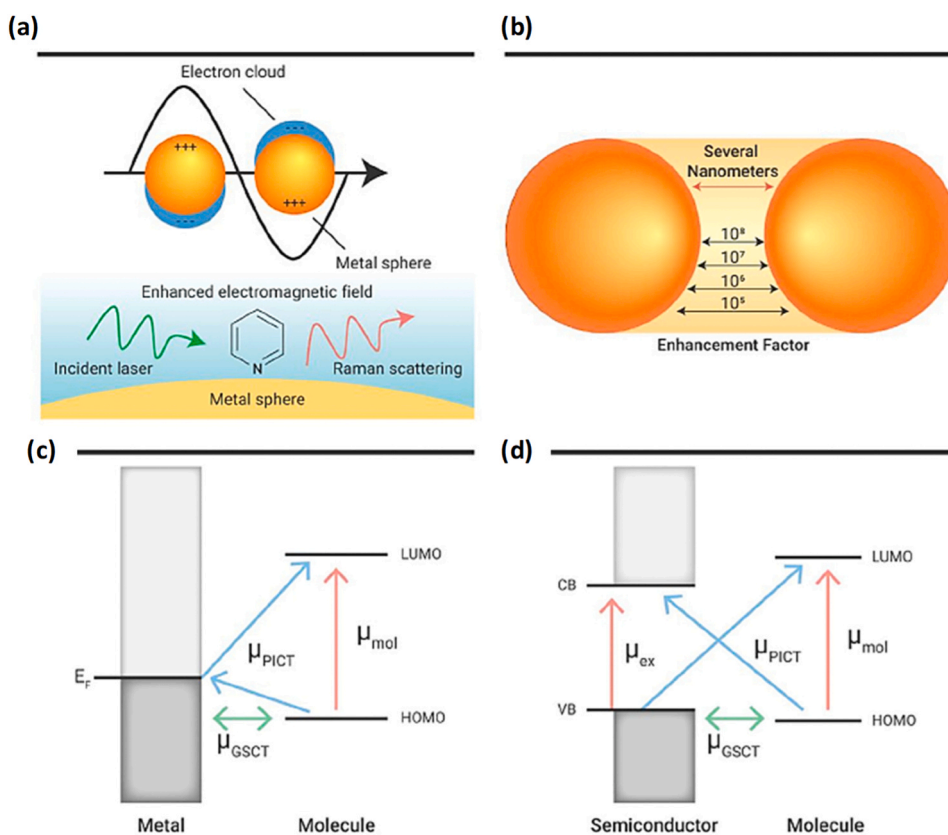 (a)
Electron cloud
+++
---
---
+++
Metal sphere
Enhanced electromagnetic field
Incident laser
N
Raman scattering
Metal sphere
(b)
Several
Nanometers
10⁸
10⁷
10⁶
10⁵
Enhancement Factor
(c)
LUMO
μmol
μPICT
EF
HOMO
μGSCT
Metal
Molecule
(d)
LUMO
CB
μex
μPICT
μmol
VB
HOMO
μGSCT
Semiconductor
Molecule